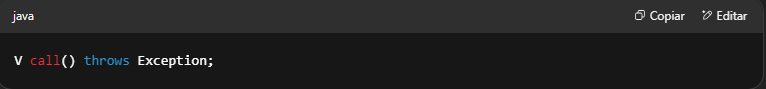 java
Copiar
Editar
V call() throws Exception;